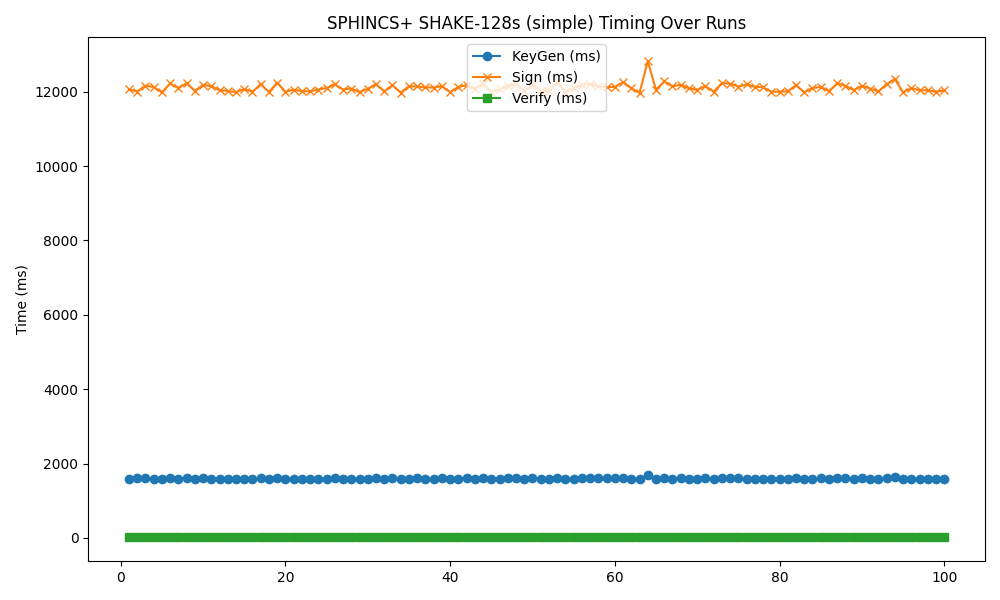 SPHINCS+ SHAKE-128s (simple) Timing Over Runs
KeyGen (ms)
Sign (ms)
Verify (ms)
Time (ms)
12000
10000
8000
6000
4000
2000
0
0 20 40 60 80 100